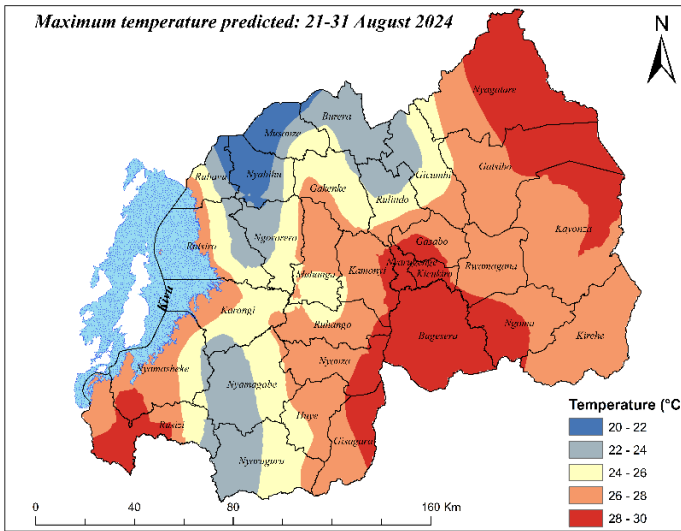 Maximum temperature predicted: 21-31 August 2024
N
Nyagatare
Burera
Musanze
Gatsibo
Rubavu
Nyabihu
Gicumbi
Gakenke
Rulindo
Kayonza
Ngororero
Rutsiro
Gasabo
Nyarugenge
Muhanga
Kamonyi
Kicukiro
Rwamagana
Kivu
Karongi
Ruhango
Bugesera
Ngoma
Kirehe
Nyamasheke
Nyanza
Nyamagabe
Rusizi
Huye
Gisagara
Nyaruguru
Temperature (°C
20 - 22
22 - 24
24 - 26
26 - 28
28 - 30
0 40 80 160 Km